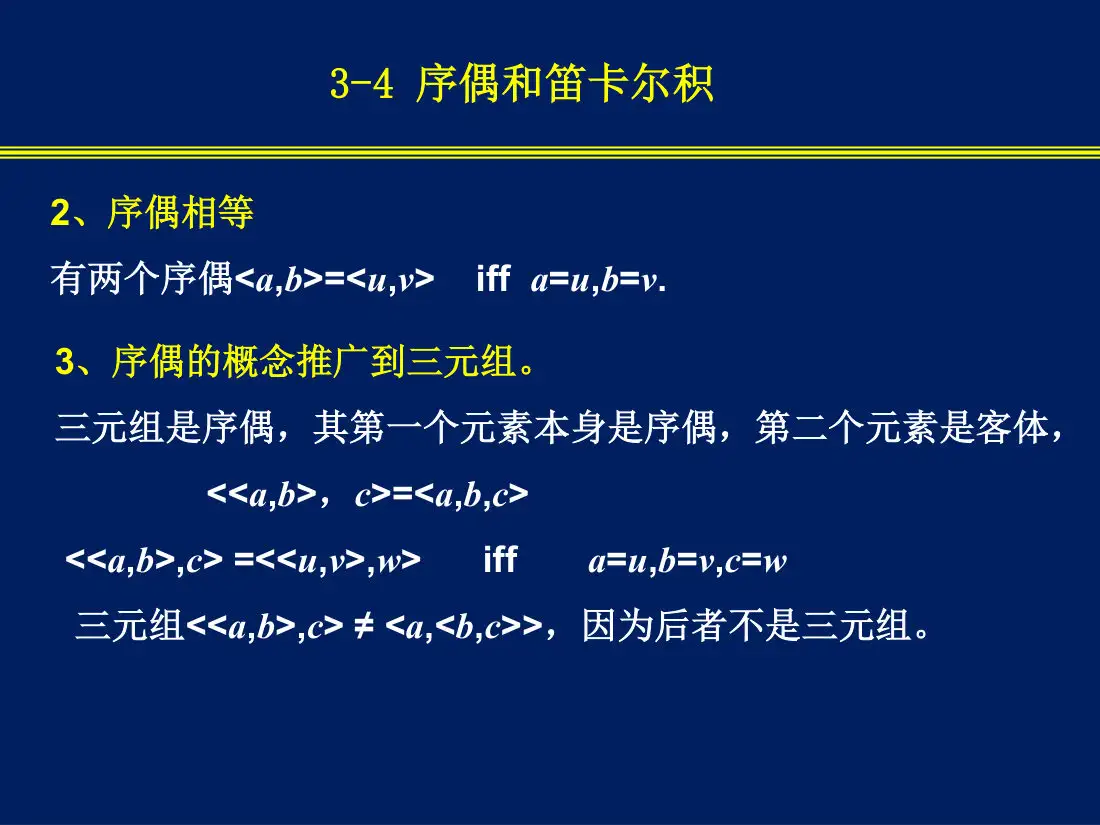 3-4 序偶和笛卡尔积
2、序偶相等
有两个序偶<a,b>=<u,v> iff a=u,b=v.
3、序偶的概念推广到三元组。
三元组是序偶，其第一个元素本身是序偶，第二个元素是客体，
<<a,b>，c>=<a,b,c>
<<a,b>,c> =<<u,v>,w> iff a=u,b=v,c=w
三元组<<a,b>,c> ≠ <a,<b,c>>，因为后者不是三元组。